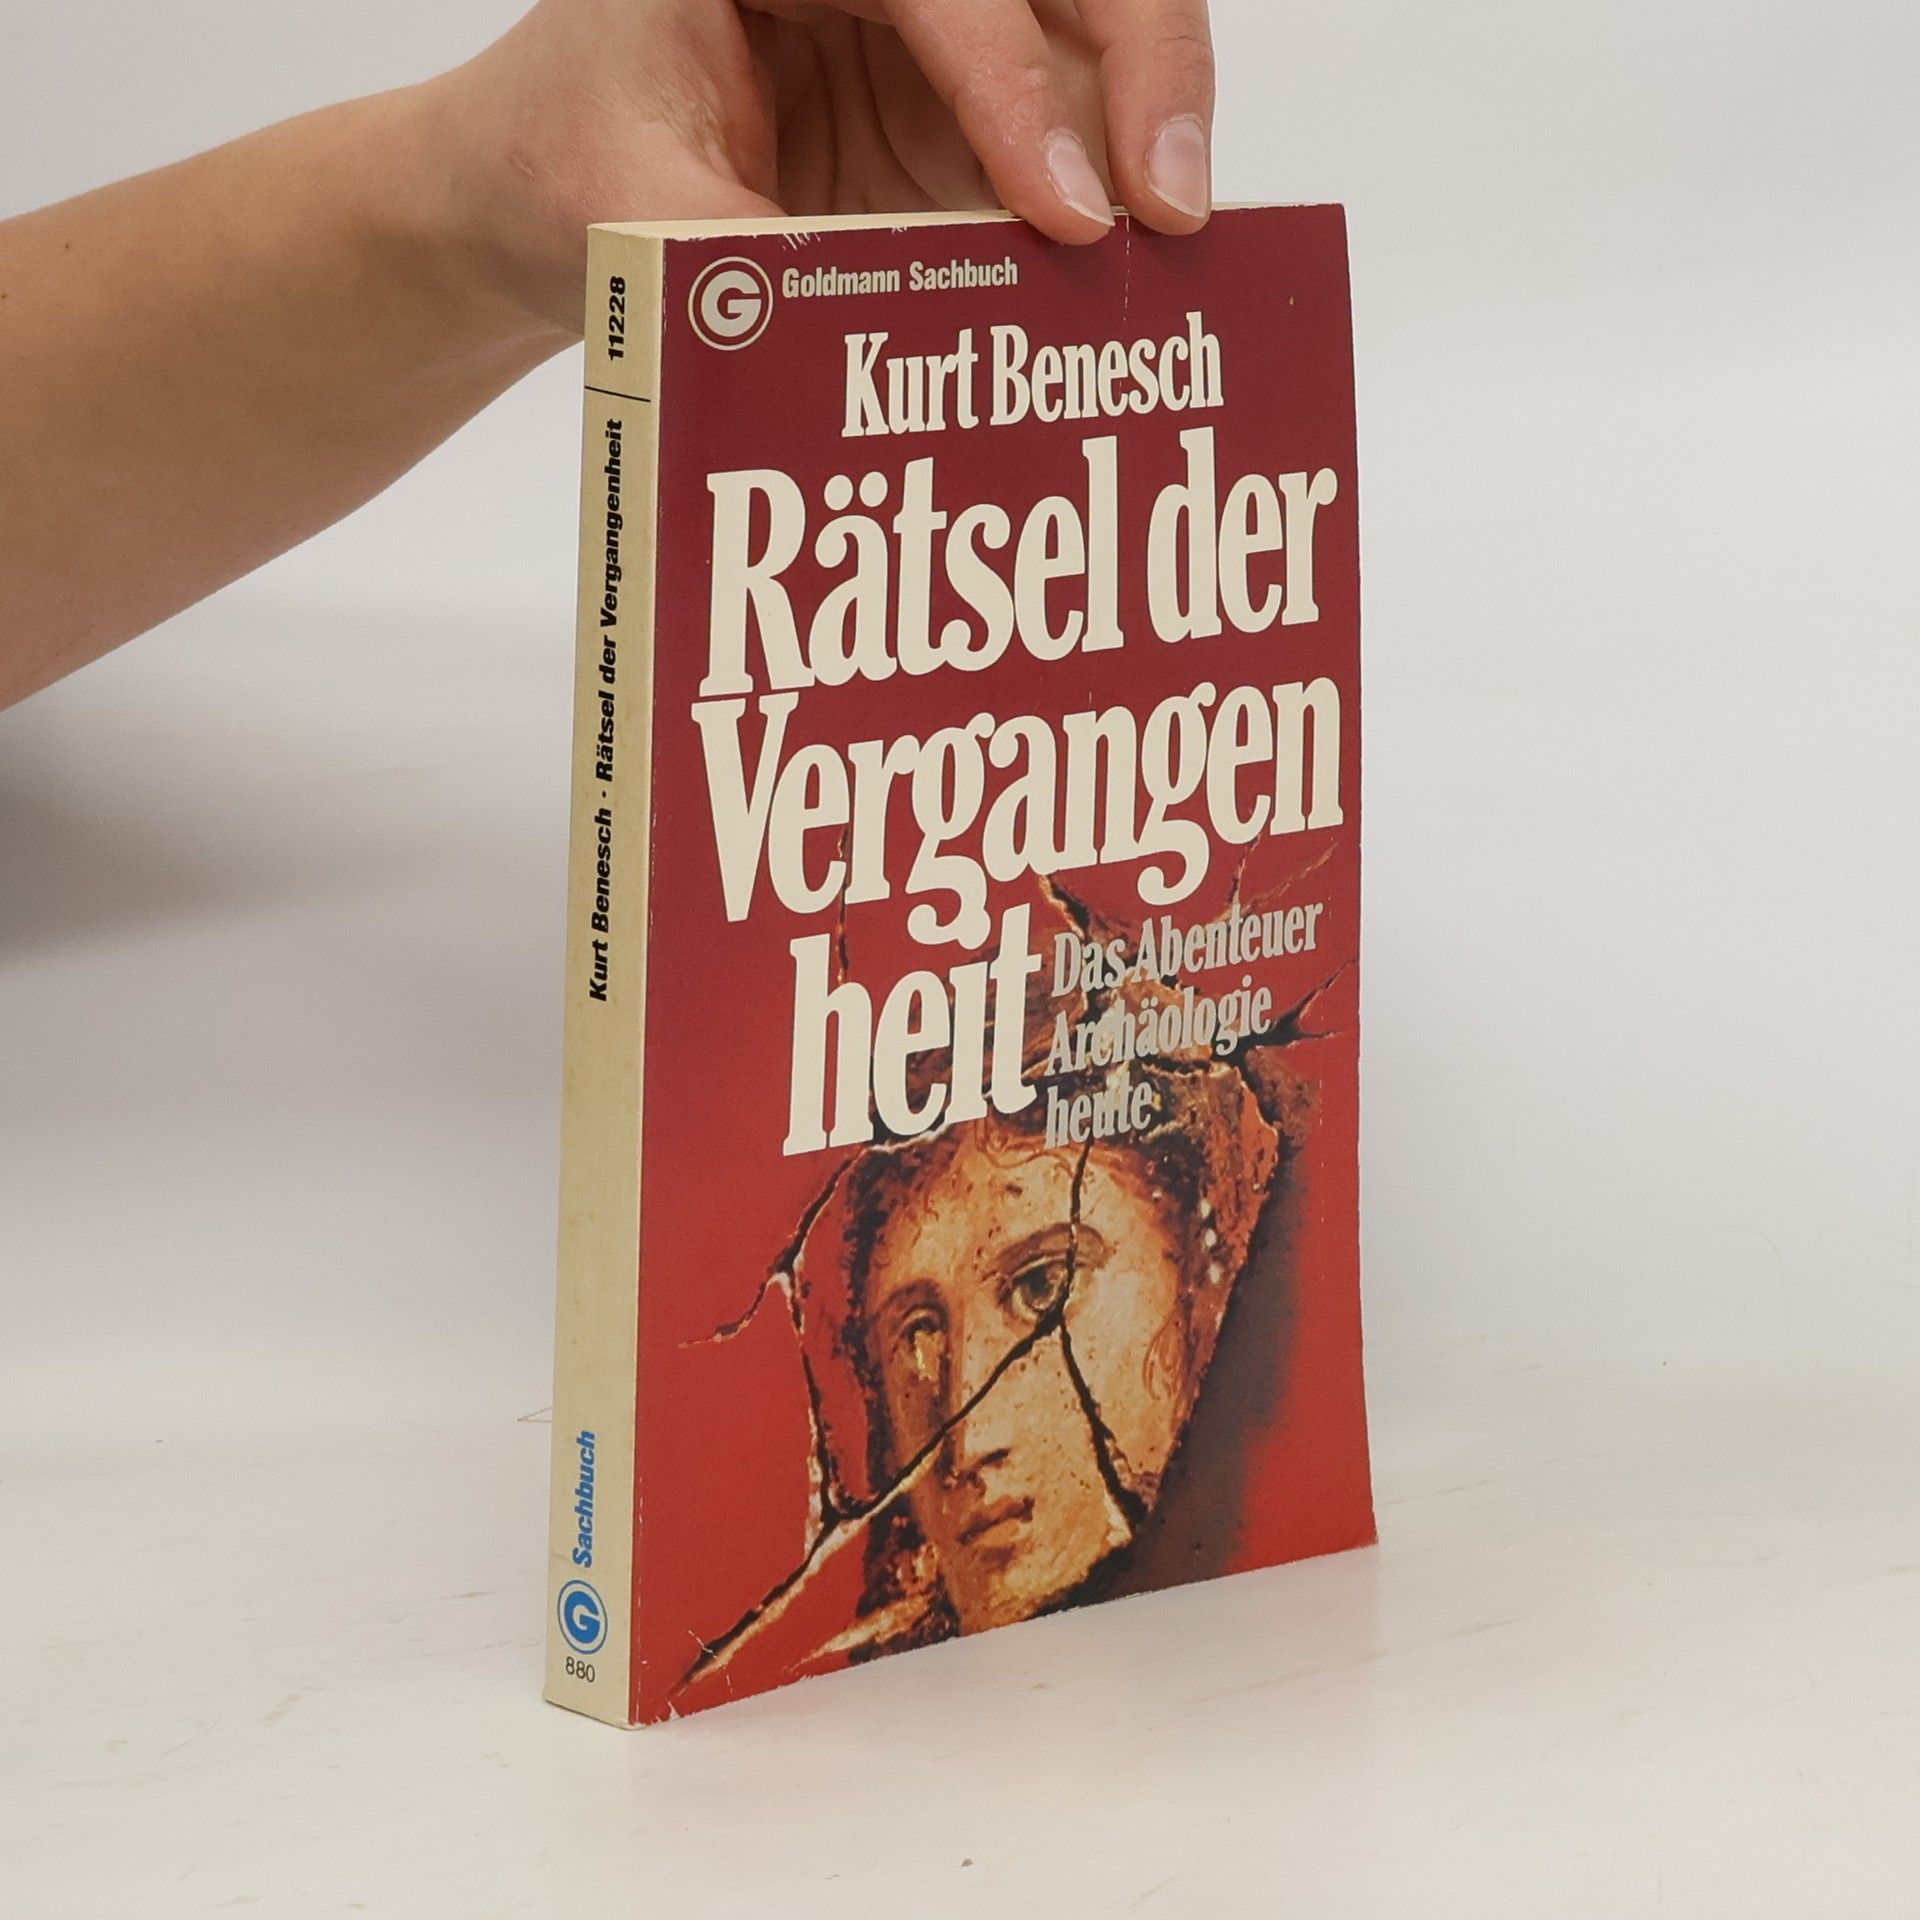 G Goldmann Sachbuch
Kurt Benesch
Rätsel der
Vergangen
heit
Das Abenteuer
Archäologie
heute
Kurt Benesch · Rätsel der Vergangenheit
11228
G Sachbuch
880